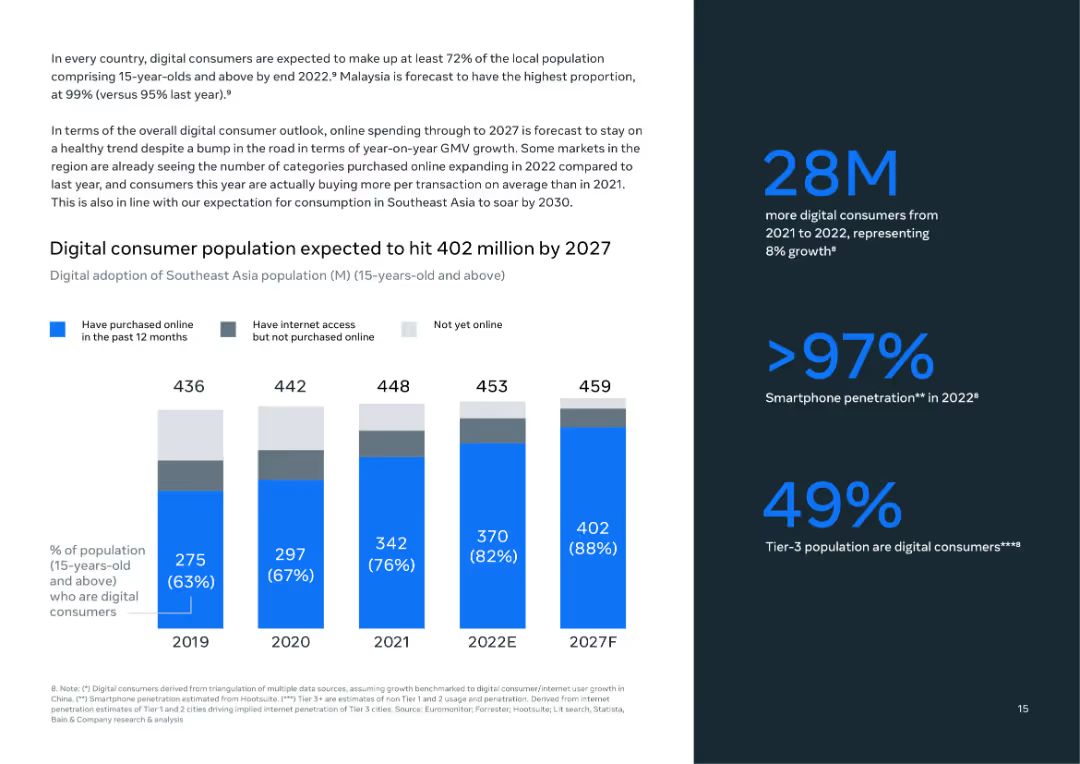 In every country, digital consumers are expected to make up at least 72% of the local population
comprising 15-year-olds and above by end 2022.⁹ Malaysia is forecast to have the highest proportion,
at 99% (versus 95% last year).⁹
In terms of the overall digital consumer outlook, online spending through to 2027 is forecast to stay on
a healthy trend despite a bump in the road in terms of year-on-year GMV growth. Some markets in the
region are already seeing the number of categories purchased online expanding in 2022 compared to
last year, and consumers this year are actually buying more per transaction on average than in 2021.
This is also in line with our expectation for consumption in Southeast Asia to soar by 2030.
Digital consumer population expected to hit 402 million by 2027
Digital adoption of Southeast Asia population (M) (15-years-old and above)
Have purchased online
in the past 12 months
Have internet access
but not purchased online
Not yet online
436
442
448
453
459
275
(63%)
297
(67%)
342
(76%)
370
(82%)
402
(88%)
% of population
(15-years-old
and above)
who are digital
consumers
2019
2020
2021
2022E
2027F
8. Note: (*) Digital consumers derived from triangulation of multiple data sources, assuming growth benchmarked to digital consumer/internet user growth in
China. (**) Smartphone penetration estimated from Hootsuite. (***) Tier 3+ are estimates of non Tier 1 and 2 usage and penetration. Derived from internet
penetration estimates of Tier 1 and 2 cities driving implied internet penetration of Tier 3 cities. Source: Euromonitor; Forrester; Hootsuite; Lit search, Statista,
Bain & Company research & analysis
28M
more digital consumers from
2021 to 2022, representing
8% growth⁸
>97%
Smartphone penetration** in 2022⁸
49%
Tier-3 population are digital consumers***⁸
15